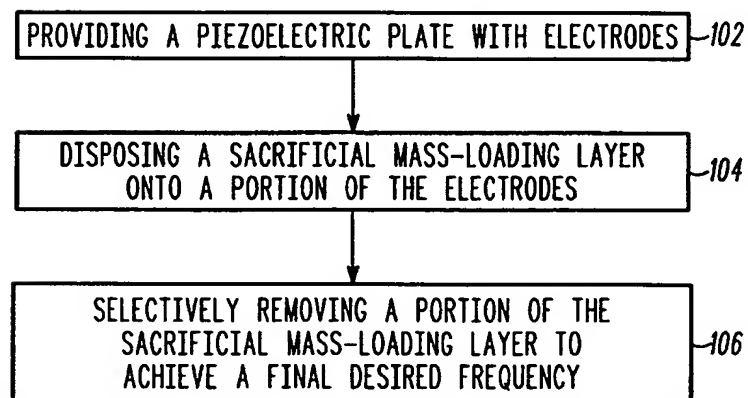 PROVIDING A PIEZOELECTRIC PLATE WITH ELECTRODES 102
DISPOSING A SACRIFICIAL MASS-LOADING LAYER
ONTO A PORTION OF THE ELECTRODES
104
SELECTIVELY REMOVING A PORTION OF THE
SACRIFICIAL MASS-LOADING LAYER TO 106
ACHIEVE A FINAL DESIRED FREQUENCY